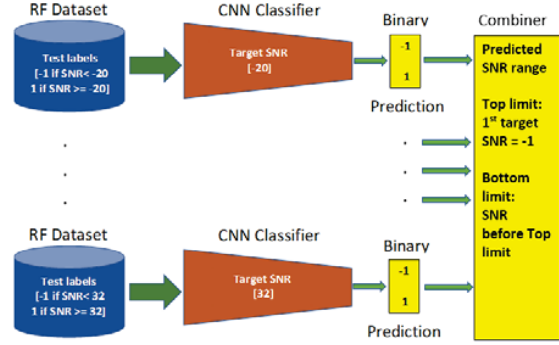 RF Dataset
CNN Classifier
Binary
Combiner
Test labels
[-1 if SNR< -20
1 if SNR >= -20]
Target SNR
[-20]
-1
1
Prediction
Predicted
SNR range
Top limit:
1st target
SNR = -1
Bottom
limit:
SNR
before Top
limit
RF Dataset
CNN Classifier
Binary
Test labels
[-1 if SNR< 32
1 if SNR >= 32]
Target SNR
[32]
-1
1
Prediction